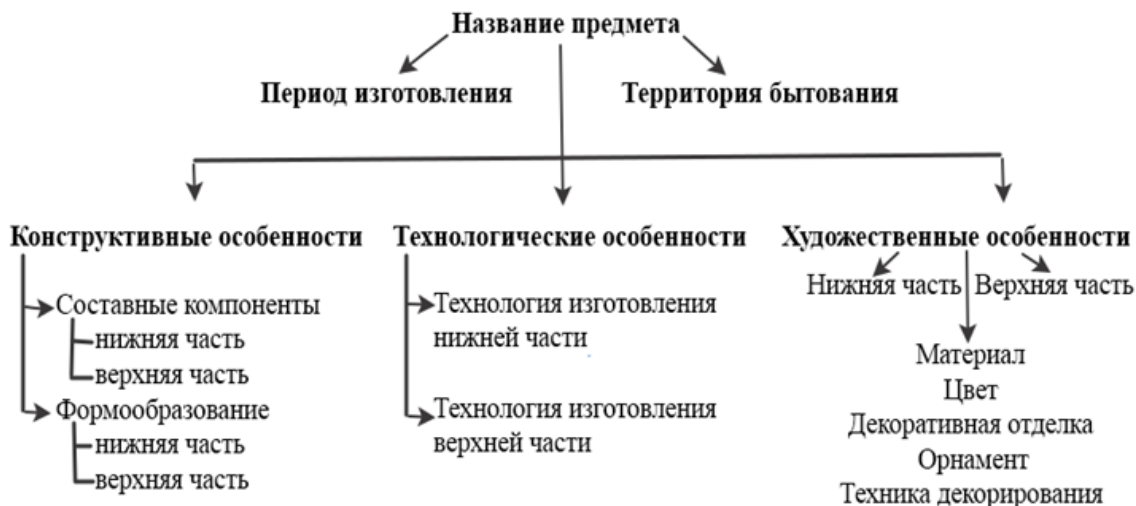 Название предмета
Период изготовления
Территория бытования
Конструктивные особенности
Составные компоненты
нижняя часть
верхняя часть
Формообразование
нижняя часть
верхняя часть
Технологические особенности
Технология изготовления
нижней части
Технология изготовления
верхней части
Художественные особенности
Нижняя часть
Верхняя часть
Материал
Цвет
Декоративная отделка
Орнамент
Техника декорирования